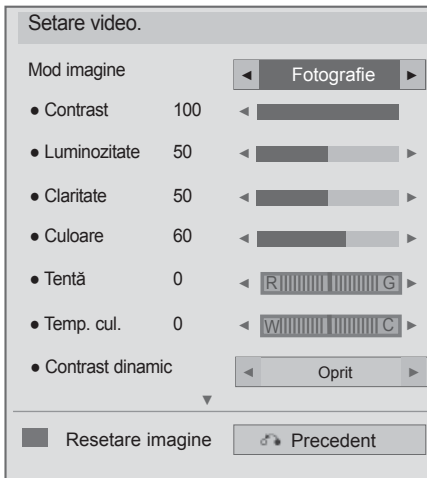 Setare video.
Mod imagine ◄ Fotografie ►
● Contrast 100 ◄
● Luminozitate 50 ◄ ►
● Claritate 50 ◄ ►
● Culoare 60 ◄ ►
● Tentă 0 ◄ R G ►
● Temp. cul. 0 ◄ W C ►
● Contrast dinamic ◄ Oprit ►
▼
Resetare imagine Precedent